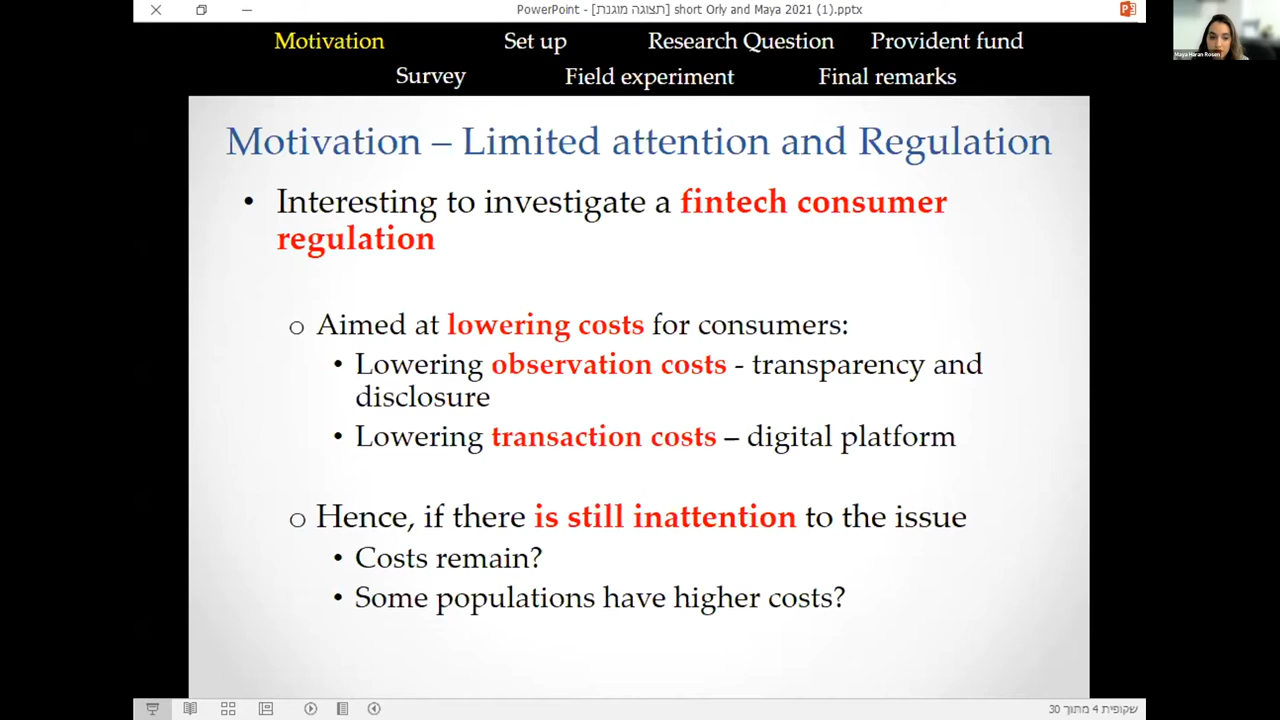 PowerPoint - [תצוגה מוגנת] short Orly and Maya 2021 (1).pptx
Maya Haran Rosen
Motivation Set up Research Question Provident fund
Survey Field experiment Final remarks
Motivation – Limited attention and Regulation
• Interesting to investigate a fintech consumer
regulation
o Aimed at lowering costs for consumers:
• Lowering observation costs - transparency and
disclosure
• Lowering transaction costs – digital platform
o Hence, if there is still inattention to the issue
• Costs remain?
• Some populations have higher costs?
שקופית 4 מתוך 30